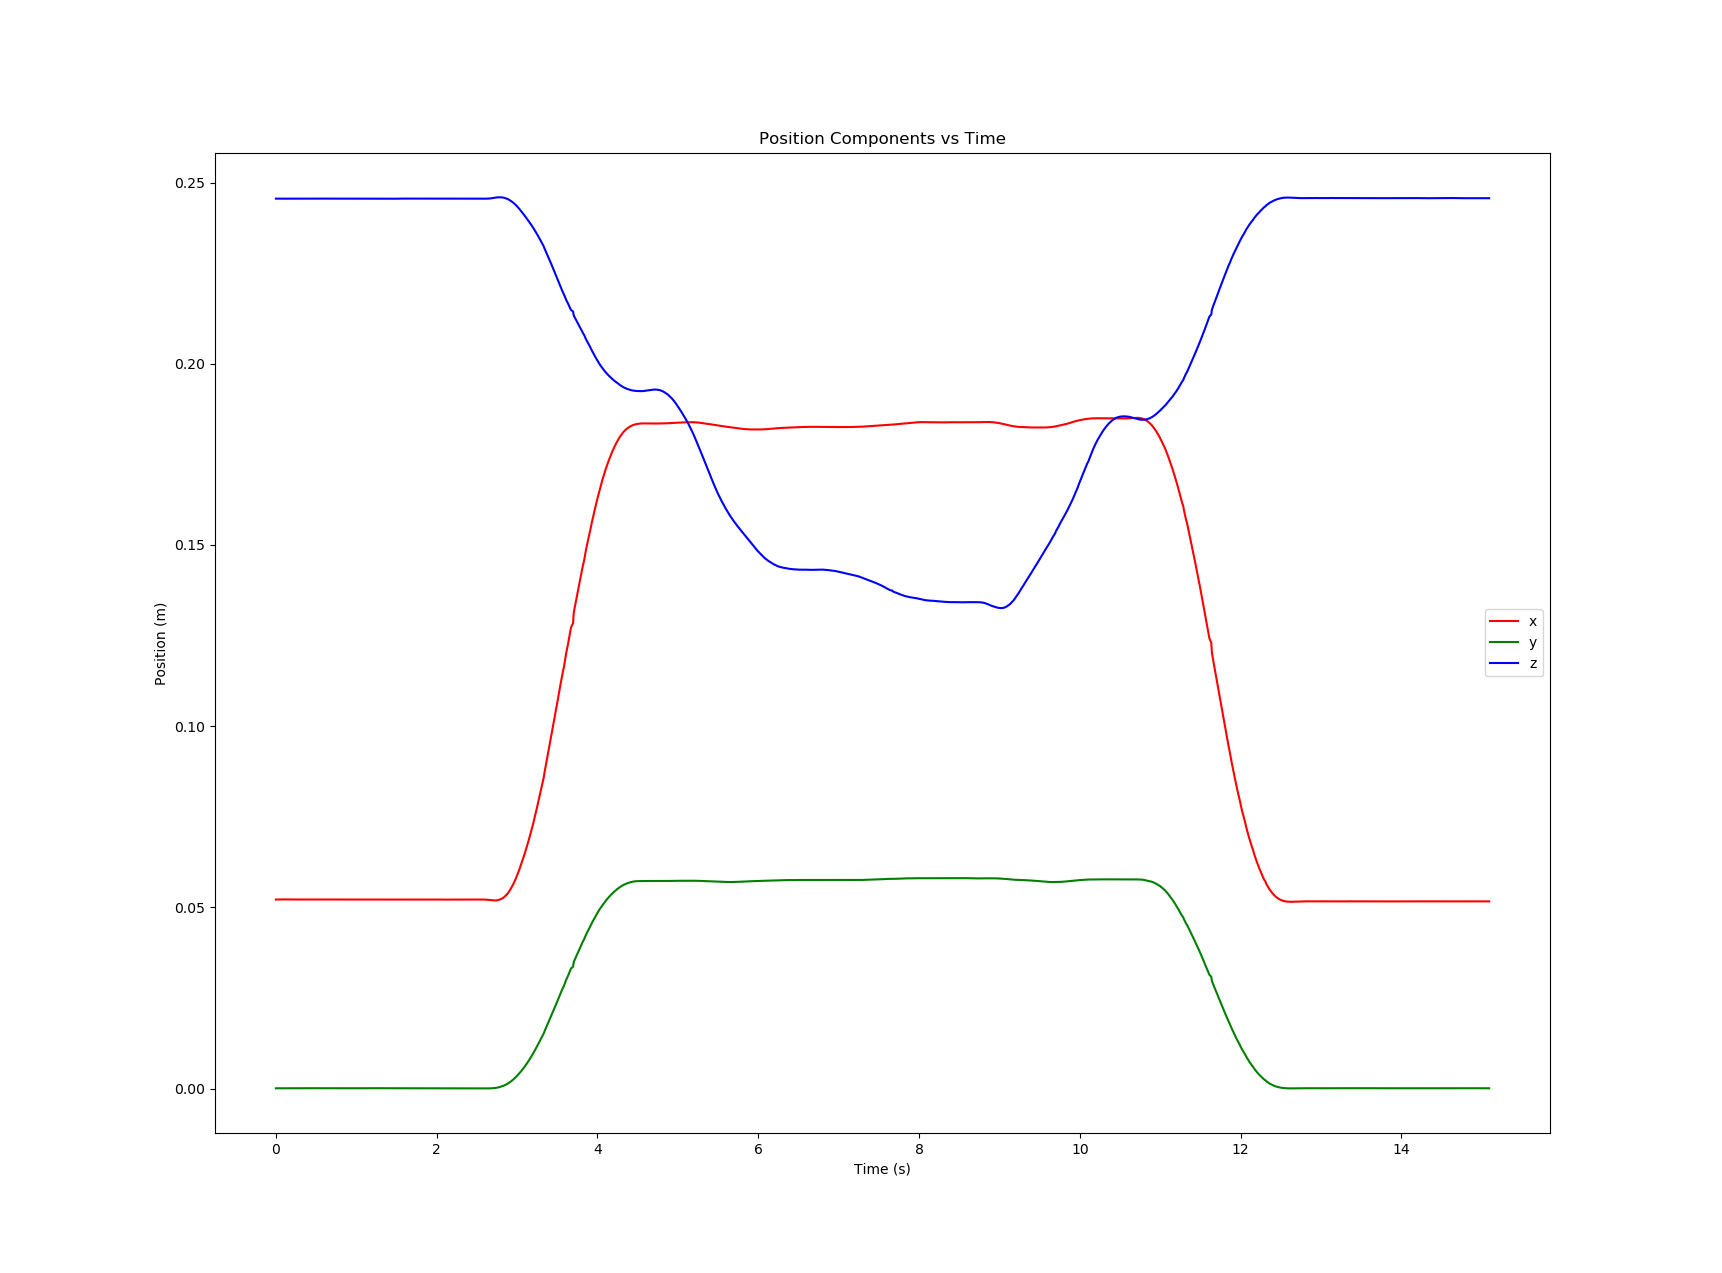 Position Components vs Time
0.25
0.20
0.15
0.10
0.05
0.00
Position (m)
x
y
z
0 2 4 6 8 10 12 14
Time (s)